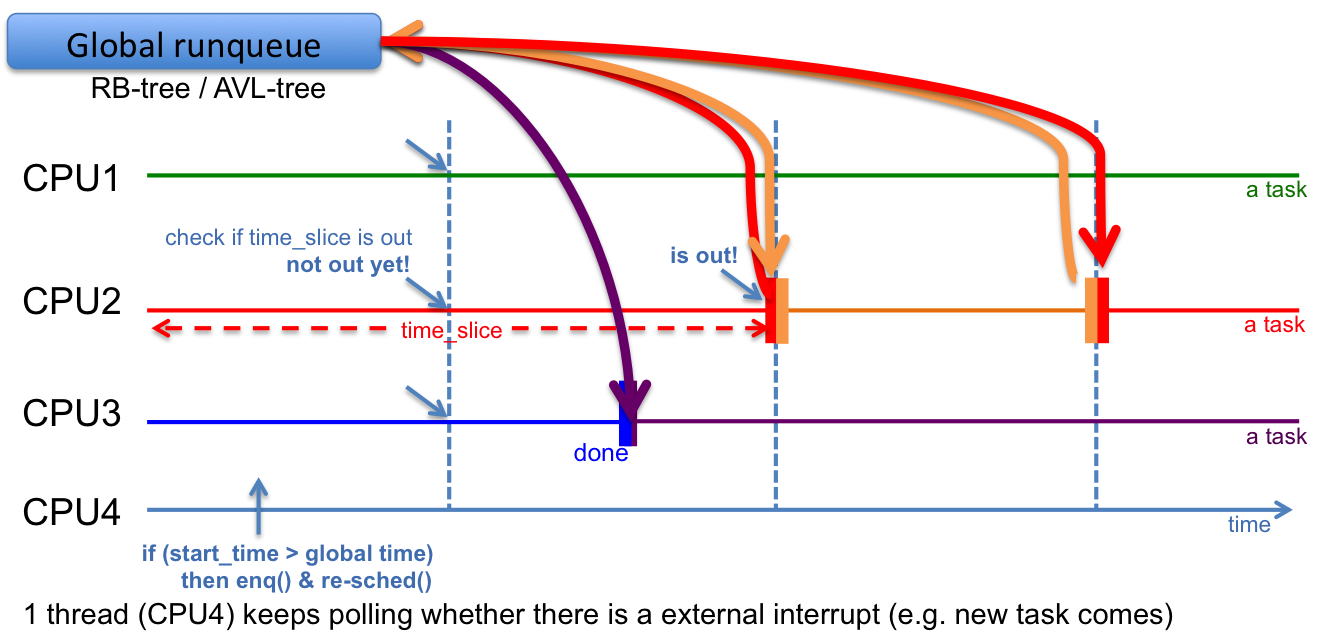 Global runqueue
RB-tree / AVL-tree
CPU1
a task
check if time_slice is out
not out yet!
is out!
CPU2
time_slice
a task
CPU3
done
a task
CPU4
time
if (start_time > global time)
then enq() & re-sched()
1 thread (CPU4) keeps polling whether there is a external interrupt (e.g. new task comes)